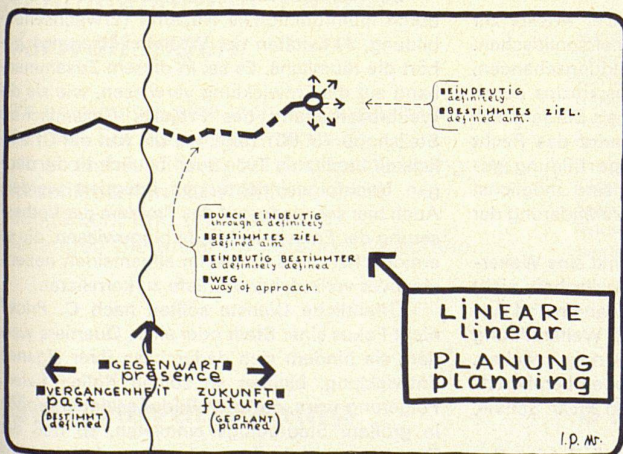 ■EINDEUTIG
definitely
■BESTIMMTES ZIEL.
defined aim.
■DURCH EINDEUTIG
through a definitely
■BESTIMMTES ZIEL
defined aim
■EINDEUTIG BESTIMMTER
a definitely defined
■WEG.
way of approach.
LINEARE
linear
PLANUNG
planning
■GEGENWART■
presence
■VERGANGENHEIT
past
(BESTIMMT)
(defined)
ZUKUNFT■
future
(GEPLANT)
(planned)